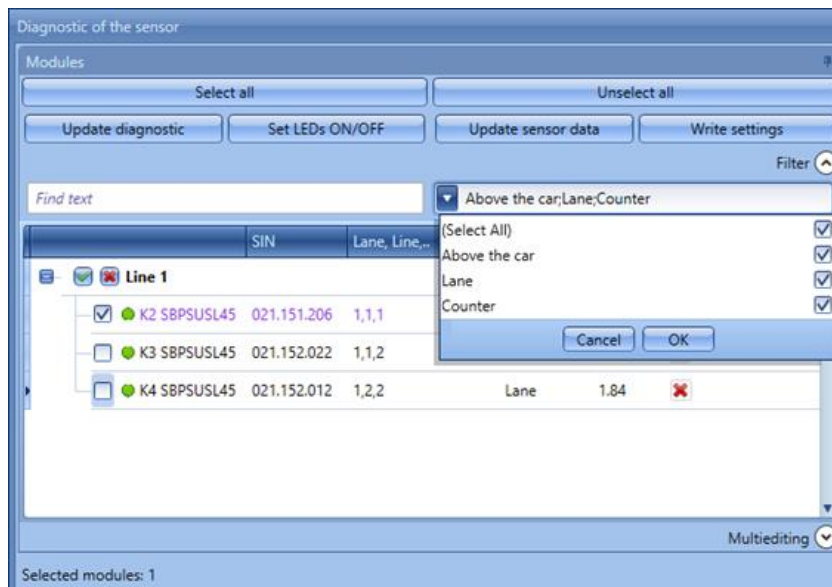 Diagnostic of the sensor
Modules
Select all
Unselect all
Update diagnostic
Set LEDs ON/OFF
Update sensor data
Write settings
Filter
Find text
Above the car;Lane;Counter
(Select All)
Above the car
Lane
Counter
Cancel
OK
SIN
Lane, Line,..
Line 1
K2 SBPSUSL45 021.151.206 1,1,1
K3 SBPSUSL45 021.152.022 1,1,2
K4 SBPSUSL45 021.152.012 1,2,2 Lane 1.84
Multiediting
Selected modules: 1